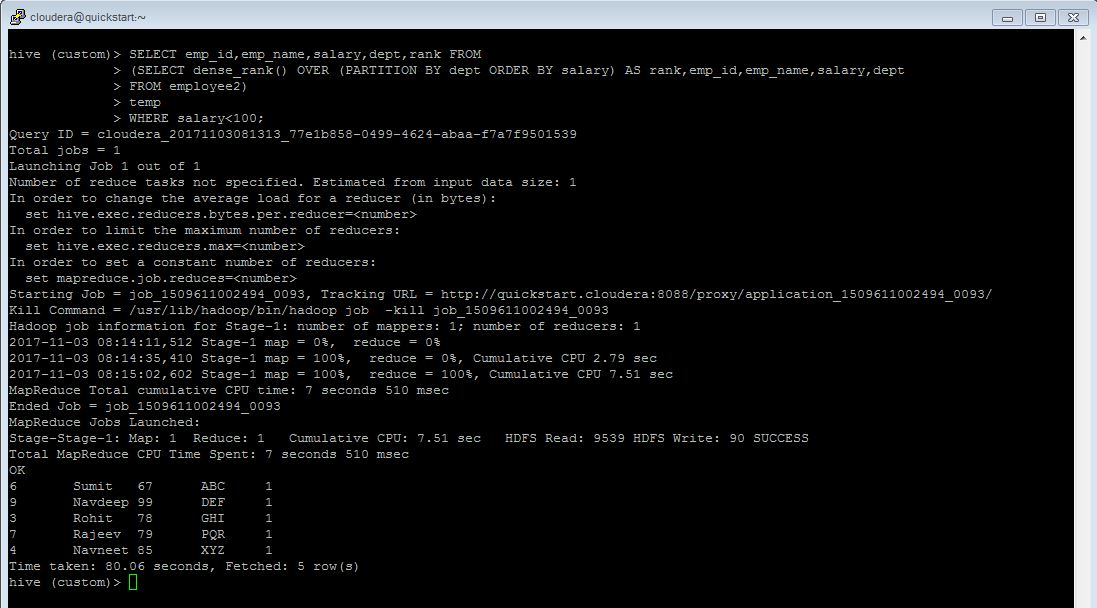 cloudera@quickstart:~
hive (custom)> SELECT emp_id,emp_name,salary,dept,rank FROM
> (SELECT dense_rank() OVER (PARTITION BY dept ORDER BY salary) AS rank,emp_id,emp_name,salary,dept
> FROM employee2)
> temp
> WHERE salary<100;
Query ID = cloudera_20171103081313_77e1b858-0499-4624-abaa-f7a7f9501539
Total jobs = 1
Launching Job 1 out of 1
Number of reduce tasks not specified. Estimated from input data size: 1
In order to change the average load for a reducer (in bytes):
  set hive.exec.reducers.bytes.per.reducer=<number>
In order to limit the maximum number of reducers:
  set hive.exec.reducers.max=<number>
In order to set a constant number of reducers:
  set mapreduce.job.reduces=<number>
Starting Job = job_1509611002494_0093, Tracking URL = http://quickstart.cloudera:8088/proxy/application_1509611002494_0093/
Kill Command = /usr/lib/hadoop/bin/hadoop job  -kill job_1509611002494_0093
Hadoop job information for Stage-1: number of mappers: 1; number of reducers: 1
2017-11-03 08:14:11,512 Stage-1 map = 0%,  reduce = 0%
2017-11-03 08:14:35,410 Stage-1 map = 100%,  reduce = 0%, Cumulative CPU 2.79 sec
2017-11-03 08:15:02,602 Stage-1 map = 100%,  reduce = 100%, Cumulative CPU 7.51 sec
MapReduce Total cumulative CPU time: 7 seconds 510 msec
Ended Job = job_1509611002494_0093
MapReduce Jobs Launched:
Stage-Stage-1: Map: 1  Reduce: 1   Cumulative CPU: 7.51 sec   HDFS Read: 9539 HDFS Write: 90 SUCCESS
Total MapReduce CPU Time Spent: 7 seconds 510 msec
OK
6       Sumit   67      ABC     1
9       Navdeep 99      DEF     1
3       Rohit   78      GHI     1
7       Rajeev  79      PQR     1
4       Navneet 85      XYZ     1
Time taken: 80.06 seconds, Fetched: 5 row(s)
hive (custom)>